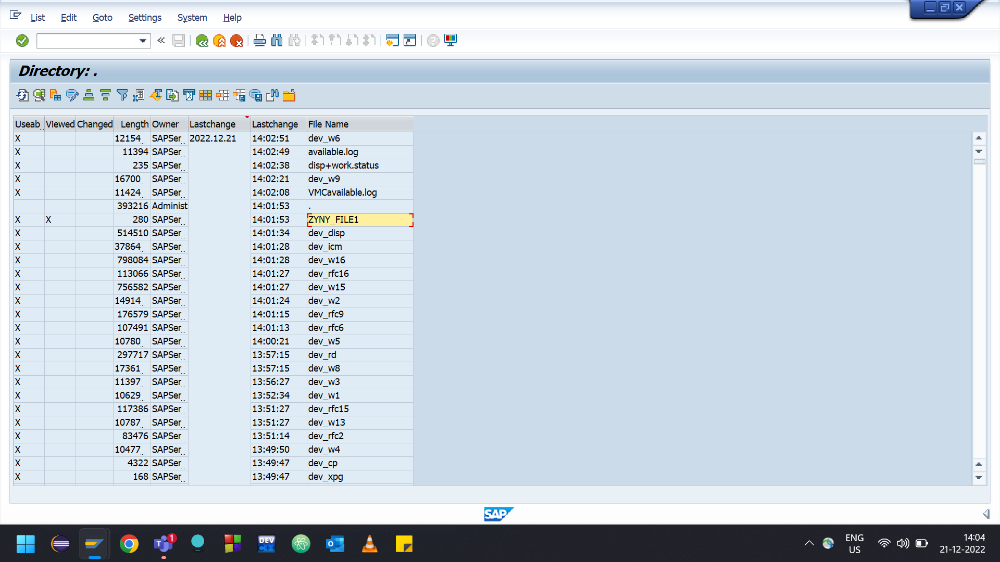 List Edit Goto Settings System Help
Directory: .
Useab... Viewed Changed Length Owner Lastchange Lastchange File Name
X 12154... SAPSer... 2022.12.21 14:02:51 dev_w6
X 11394 SAPSer... 14:02:49 available.log
X 235 SAPSer... 14:02:38 disp+work.status
X 16700... SAPSer... 14:02:21 dev_w9
X 11424... SAPSer... 14:02:08 VMCavailable.log
393216 Administ 14:01:53 .
X X 280 SAPSer... 14:01:53 ZYNY_FILE1
X 514510 SAPSer... 14:01:34 dev_disp
X 37864... SAPSer... 14:01:28 dev_icm
X 798084 SAPSer... 14:01:28 dev_w16
X 113066 SAPSer... 14:01:27 dev_rfc16
X 756582 SAPSer... 14:01:27 dev_w15
X 14914... SAPSer... 14:01:24 dev_w2
X 176579 SAPSer... 14:01:15 dev_rfc9
X 107491 SAPSer... 14:01:13 dev_rfc6
X 10780... SAPSer... 14:00:21 dev_w5
X 297717 SAPSer... 13:57:15 dev_rd
X 17361... SAPSer... 13:57:15 dev_w8
X 11397... SAPSer... 13:56:27 dev_w3
X 10629... SAPSer... 13:52:34 dev_w1
X 117386 SAPSer... 13:51:27 dev_rfc15
X 10787... SAPSer... 13:51:27 dev_w13
X 83476 SAPSer... 13:51:14 dev_rfc2
X 10477... SAPSer... 13:49:50 dev_w4
X 4322 SAPSer... 13:49:47 dev_cp
X 168 SAPSer... 13:49:47 dev_xpg
SAP
1
DEV
C++
ENG
US
14:04
21-12-2022